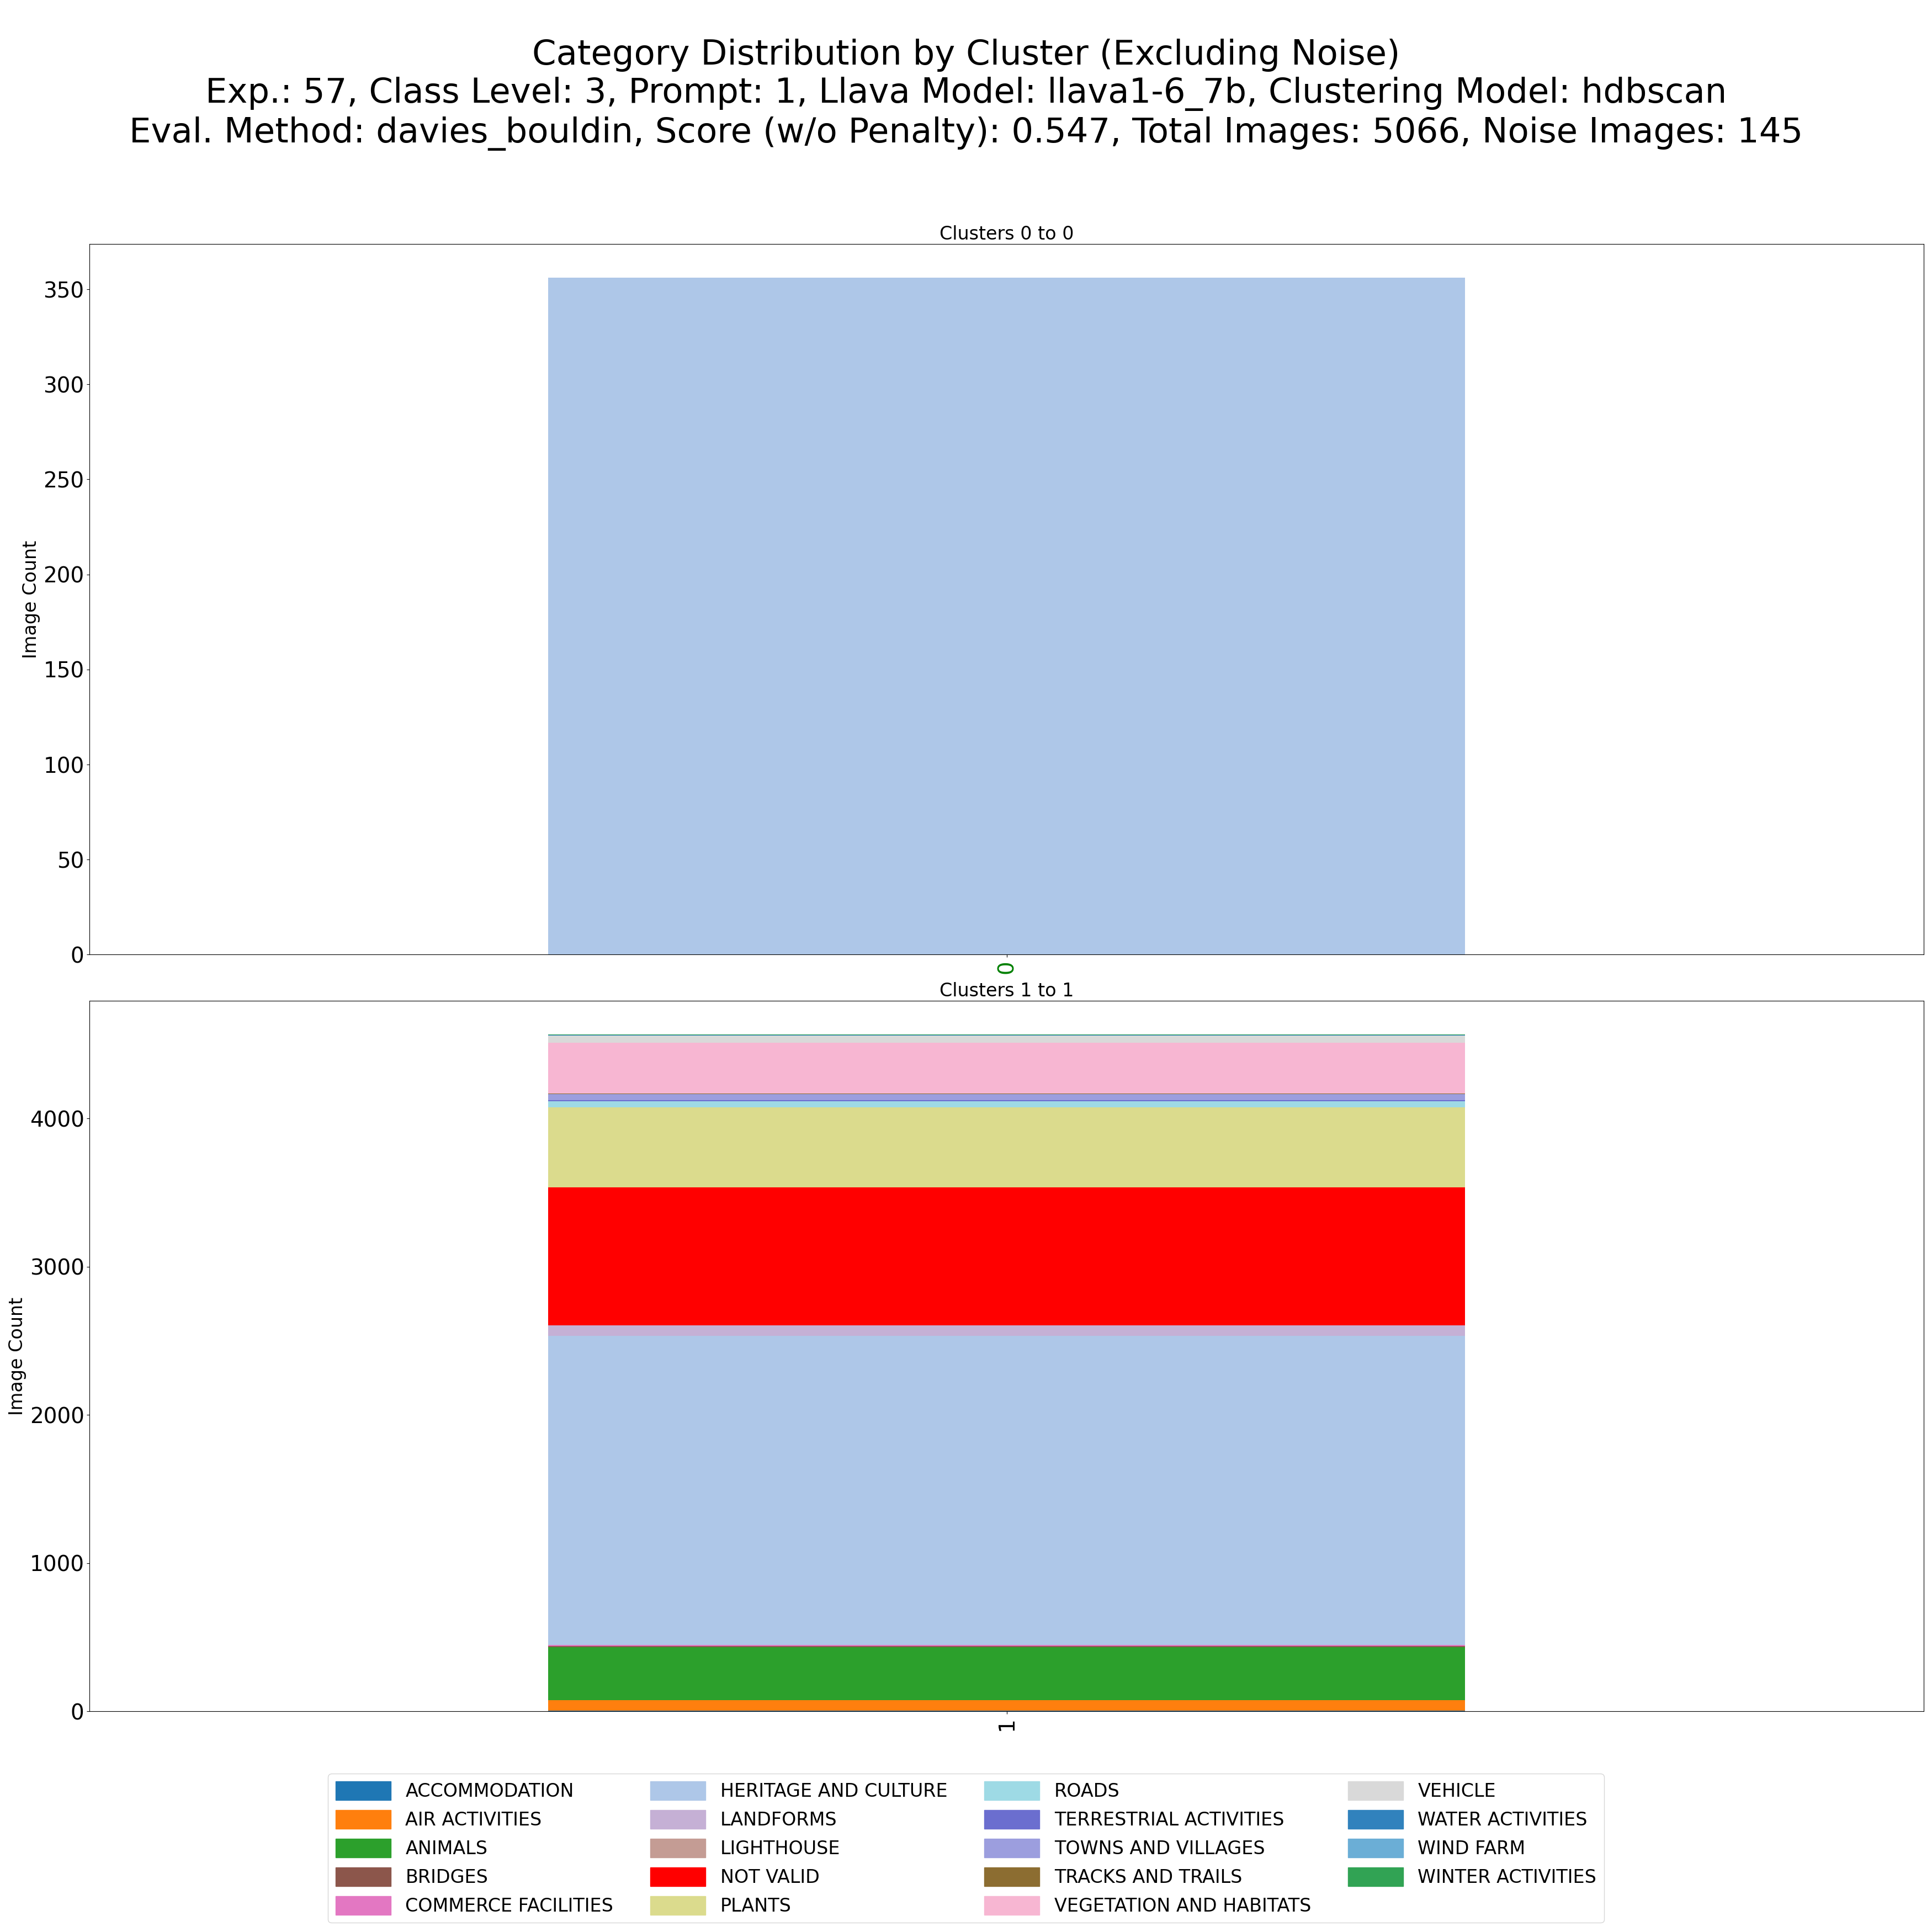 Category Distribution by Cluster (Excluding Noise)
Exp.: 57, Class Level: 3, Prompt: 1, Llava Model: llava1-6_7b, Clustering Model: hdbscan
Eval. Method: davies_bouldin, Score (w/o Penalty): 0.547, Total Images: 5066, Noise Images: 145
Clusters 0 to 0
350
300
250
200
150
100
50
0
Image Count
0
Clusters 1 to 1
4000
3000
2000
1000
0
Image Count
1
ACCOMMODATION
AIR ACTIVITIES
ANIMALS
BRIDGES
COMMERCE FACILITIES
HERITAGE AND CULTURE
LANDFORMS
LIGHTHOUSE
NOT VALID
PLANTS
ROADS
TERRESTRIAL ACTIVITIES
TOWNS AND VILLAGES
TRACKS AND TRAILS
VEGETATION AND HABITATS
VEHICLE
WATER ACTIVITIES
WIND FARM
WINTER ACTIVITIES